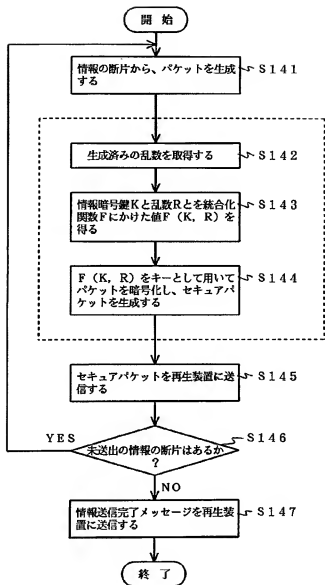 開 始
情報の断片から、パケットを生成
する
S141
生成済みの乱数を取得する
S142
情報暗号鍵Kと乱数Rとを統合化
関数Fにかけた値F(K,R)を
得る
S143
F(K,R)をキーとして用いて
パケットを暗号化し、セキュアパ
ケットを生成する
S144
セキュアパケットを再生装置に送
信する
S145
YES
未送出の情報の断片はあるか
?
S146
NO
情報送信完了メッセージを再生装
置に送信する
S147
終 了